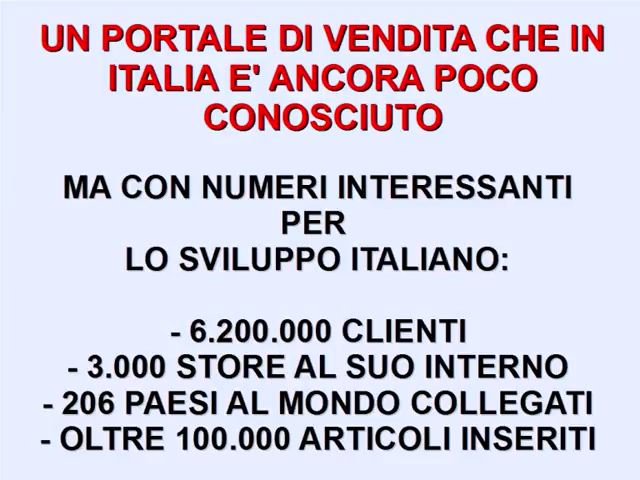 UN PORTALE DI VENDITA CHE IN
ITALIA E' ANCORA POCO
CONOSCIUTO
MA CON NUMERI INTERESSANTI
PER
LO SVILUPPO ITALIANO:
- 6.200.000 CLIENTI
- 3.000 STORE AL SUO INTERNO
- 206 PAESI AL MONDO COLLEGATI
- OLTRE 100.000 ARTICOLI INSERITI